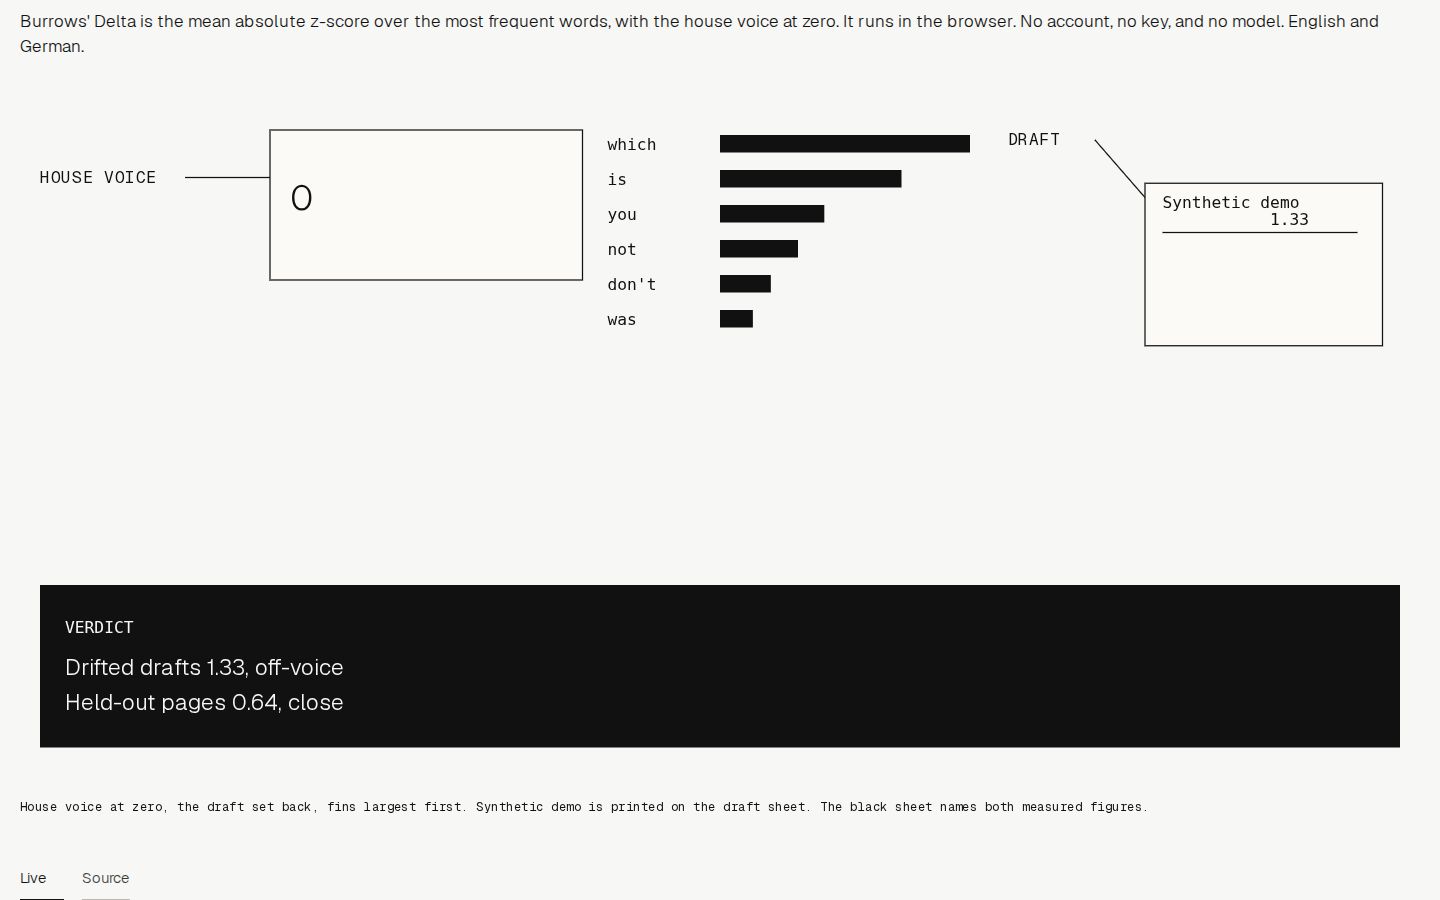 Burrows' Delta is the mean absolute z-score over the most frequent words, with the house voice at zero. It runs in the browser. No account, no key, and no model. English and
German.
HOUSE VOICE
0
which
is
you
not
don't
was
DRAFT
Synthetic demo
1.33
VERDICT
Drifted drafts 1.33, off-voice
Held-out pages 0.64, close
House voice at zero, the draft set back, fins largest first. Synthetic demo is printed on the draft sheet. The black sheet names both measured figures.
Live
Source